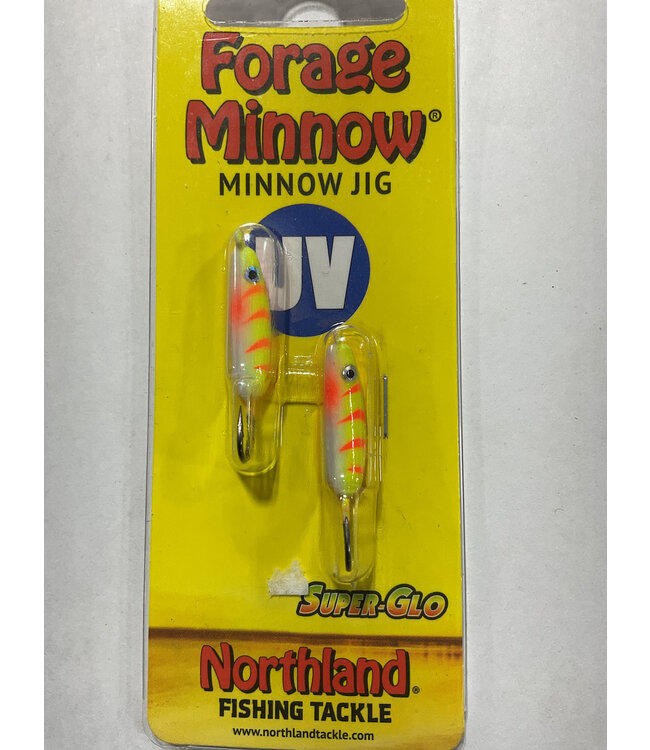 Forage
Minnow®
MINNOW JIG
UV
SUPER-GLO
Northland®
FISHING TACKLE
www.northlandtackle.com